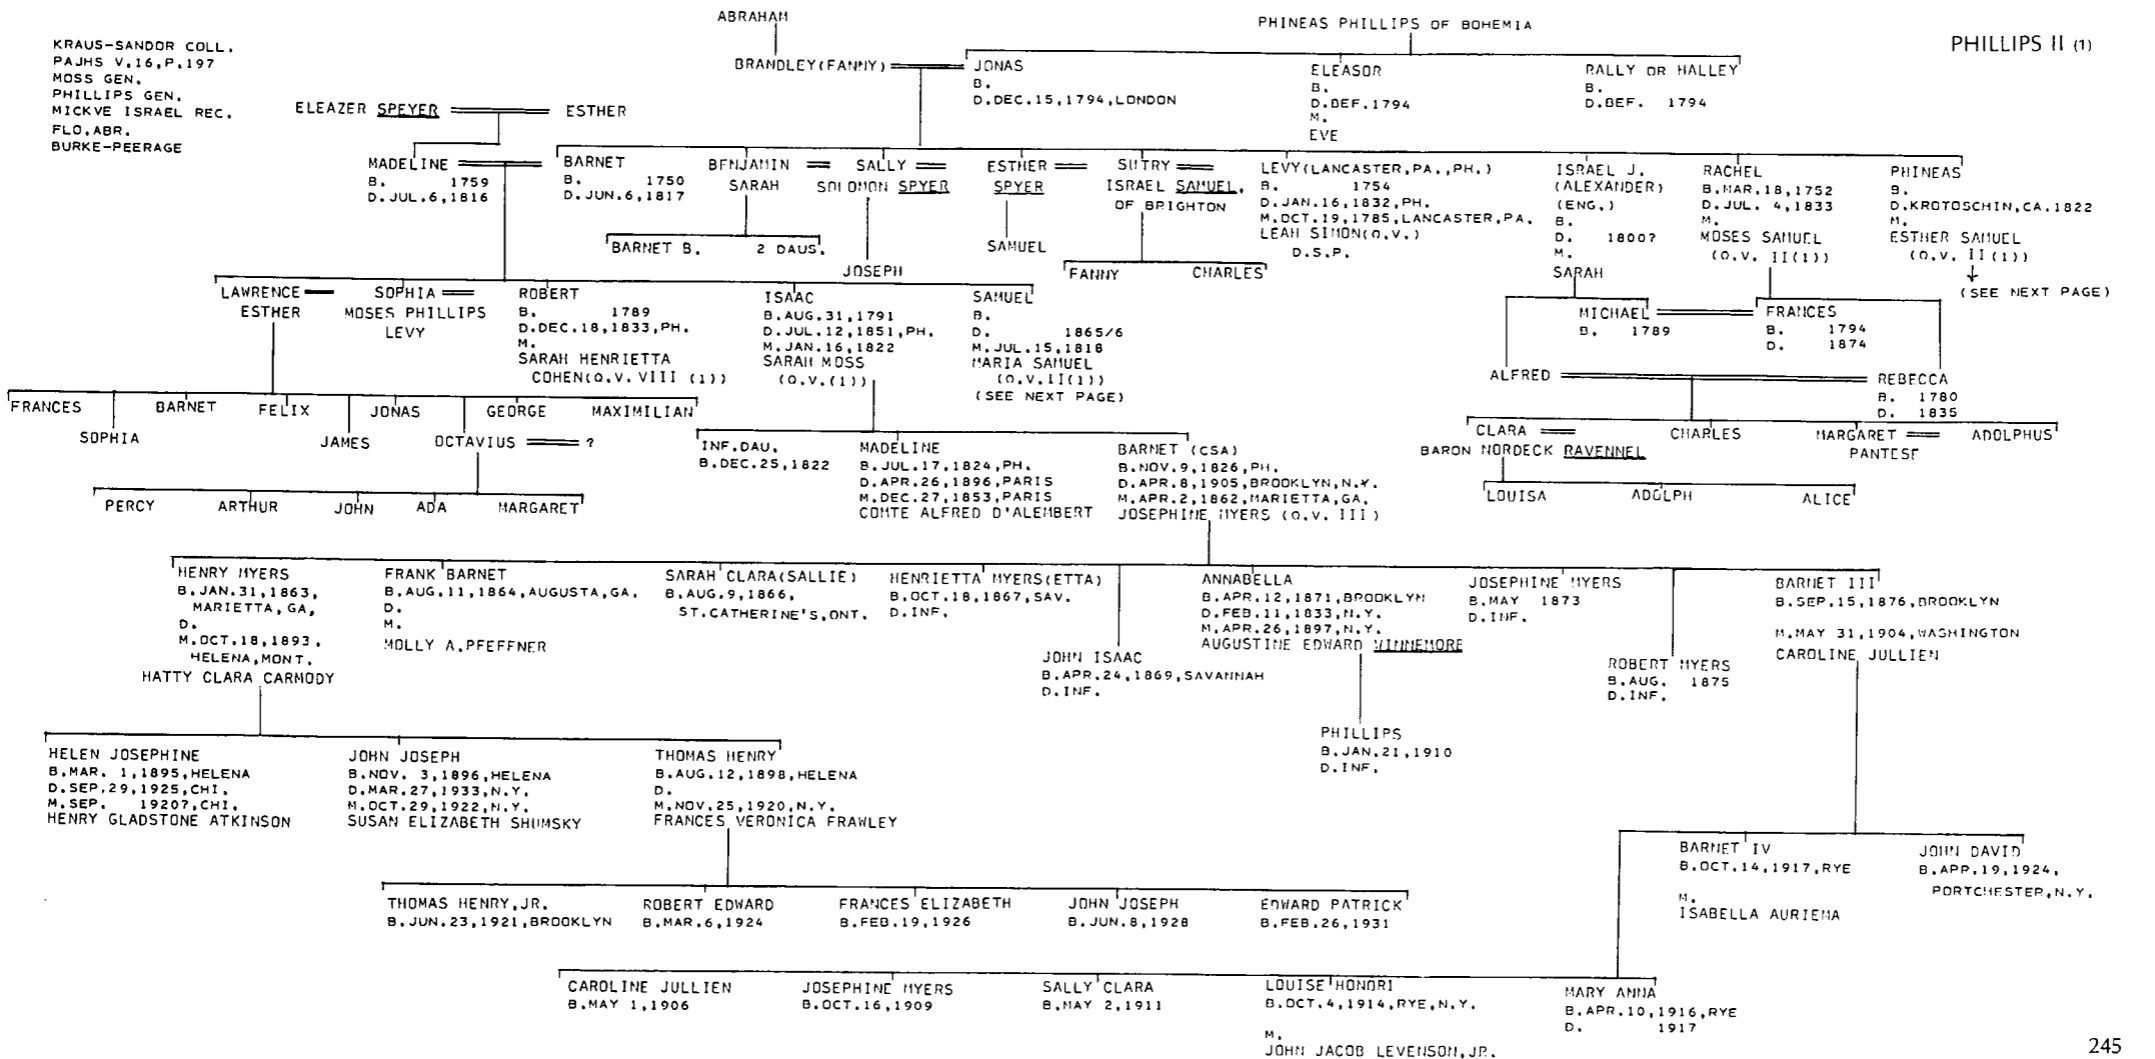 PHILLIPS II (1)
KRAUS-SANDOR COLL.
PAJHS V.16,P.197
MOSS GEN.
PHILLIPS GEN.
MICKVE ISRAEL REC.
FLO.ABR.
BURKE-PEERAGE
ABRAHAM
PHINEAS PHILLIPS OF BOHEMIA
BRANDLEY(FANNY)
JONAS
B.
D.DEC.15,1794,LONDON
ELEASOR
B.
D.BEF.1794
M.
EVE
RALLY OR HALLEY
B.
D.BEF. 1794
ELEAZER SPEYER
ESTHER
MADELINE
B. 1759
D.JUL.6,1816
BARNET
B. 1750
D.JUN.6,1817
BENJAMIN
SARAH
SALLY
SOLOMON SPYER
ESTHER
SPYER
SUTRY
ISRAEL SAMUEL,
OF BRIGHTON
LEVY(LANCASTER,PA.,PH.)
B. 1754
D.JAN.16,1832,PH.
M.OCT.19,1785,LANCASTER,PA.
LEAH SIMON(Q.V.)
D.S.P.
ISRAEL J.
(ALEXANDER)
(ENG.)
B.
D. 1800?
M.
SARAH
RACHEL
B.MAR.18,1752
D.JUL. 4,1833
M.
MOSES SAMUEL
(Q.V. II(1))
PHINEAS
B.
D.KROTOSCHIN,CA.1822
M.
ESTHER SAMUEL
(Q.V. II(1))
(SEE NEXT PAGE)
BARNET B. 2 DAUS.
JOSEPH
SAMUEL
FANNY
CHARLES
LAWRENCE
ESTHER
SOPHIA
MOSES PHILLIPS
LEVY
ROBERT
B. 1789
D.DEC.18,1833,PH.
M.
SARAH HENRIETTA
COHEN(Q.V. VIII (1))
ISAAC
B.AUG.31,1791
D.JUL.12,1851,PH.
M.JAN.16,1822
SARAH MOSS
(Q.V.(1))
SAMUEL
B.
D. 1865/6
M.JUL.15,1818
MARIA SAMUEL
(Q.V.II(1))
(SEE NEXT PAGE)
MICHAEL
B. 1789
FRANCES
B. 1794
D. 1874
ALFRED
REBECCA
B. 1780
D. 1835
FRANCES
SOPHIA
BARNET
FELIX
JAMES
JONAS
OCTAVIUS
?
GEORGE
MAXIMILIAN
INF.DAU.
B.DEC.25,1822
MADELINE
B.JUL.17,1824,PH.
D.APR.26,1896,PARIS
M.DEC.27,1853,PARIS
COMTE ALFRED D'ALEMBERT
BARNET (CSA)
B.NOV.9,1826,PH.
D.APR.8,1905,BROOKLYN,N.Y.
M.APR.2,1862,MARIETTA,GA.
JOSEPHINE MYERS (Q.V. III)
CLARA
BARON NORDECK RAVENNEL
CHARLES
MARGARET
PANTESE
ADOLPHUS
LOUISA
ADOLPH
ALICE
PERCY
ARTHUR
JOHN
ADA
MARGARET
HENRY MYERS
B.JAN.31,1863,
MARIETTA,GA.
D.
M.OCT.18,1893,
HELENA,MONT.
HATTY CLARA CARMODY
FRANK BARNET
B.AUG.11,1864,AUGUSTA,GA.
D.
M.
MOLLY A.PFEFFNER
SARAH CLARA(SALLIE)
B.AUG.9,1866,
ST.CATHERINE'S,ONT.
HENRIETTA MYERS(ETTA)
B.OCT.18,1867,SAV.
D.INF.
JOHN ISAAC
B.APR.24,1869,SAVANNAH
D.INF.
ANNABELLA
B.APR.12,1871,BROOKLYN
D.FEB.11,1833,N.Y.
M.APR.26,1897,N.Y.
AUGUSTINE EDWARD WINNEMORE
JOSEPHINE MYERS
B.MAY 1873
D.INF.
ROBERT MYERS
B.AUG. 1875
D.INF.
BARNET III
B.SEP.15,1876,BROOKLYN
M.MAY 31,1904,WASHINGTON
CAROLINE JULLIEN
PHILLIPS
B.JAN.21,1910
D.INF.
HELEN JOSEPHINE
B.MAR. 1,1895,HELENA
D.SEP.29,1925,CHI.
M.SEP. 1920?,CHI.
HENRY GLADSTONE ATKINSON
JOHN JOSEPH
B.NOV. 3,1896,HELENA
D.MAR.27,1933,N.Y.
M.OCT.29,1922,N.Y.
SUSAN ELIZABETH SHUMSKY
THOMAS HENRY
B.AUG.12,1898,HELENA
D.
M.NOV.25,1920,N.Y.
FRANCES VERONICA FRAWLEY
BARNET IV
B.OCT.14,1917,RYE
M.
ISABELLA AURIEMA
JOHN DAVID
B.APR.19,1924,
PORTCHESTER,N.Y.
THOMAS HENRY,JR.
B.JUN.23,1921,BROOKLYN
ROBERT EDWARD
B.MAR.6,1924
FRANCES ELIZABETH
B.FEB.19,1926
JOHN JOSEPH
B.JUN.8,1928
EDWARD PATRICK
B.FEB.26,1931
CAROLINE JULLIEN
B.MAY 1,1906
JOSEPHINE MYERS
B.OCT.16,1909
SALLY CLARA
B.MAY 2,1911
LOUISE HONORI
B.OCT.4,1914,RYE,N.Y.
M.
JOHN JACOB LEVENSON,JR.
MARY ANNA
B.APR.10,1916,RYE
D. 1917
245